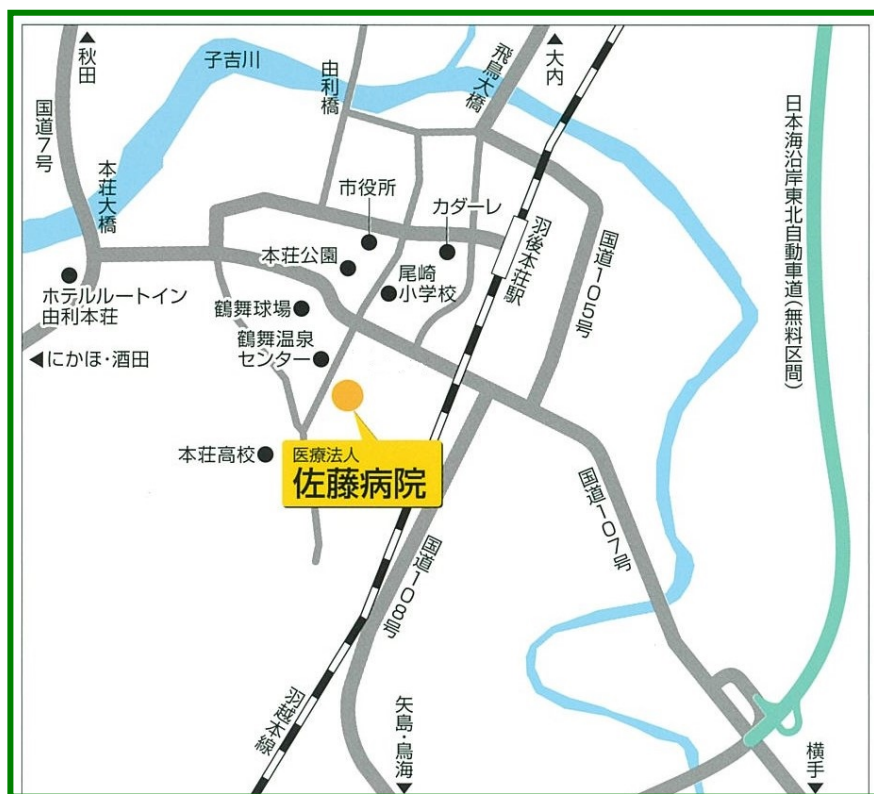 ▲秋田
子吉川
由利橋
飛鳥大橋
▲大内
国道7号
本荘大橋
日本海沿岸東北自動車道(無料区間)
市役所
カダーレ
羽後本荘駅
国道105号
本荘公園
尾崎
小学校
ホテルルートイン
由利本荘
鶴舞球場
鶴舞温泉
センター
◀にかほ・酒田
本荘高校
医療法人
佐藤病院
国道107号
国道108号
羽越本線
矢島・鳥海▼
横手▼